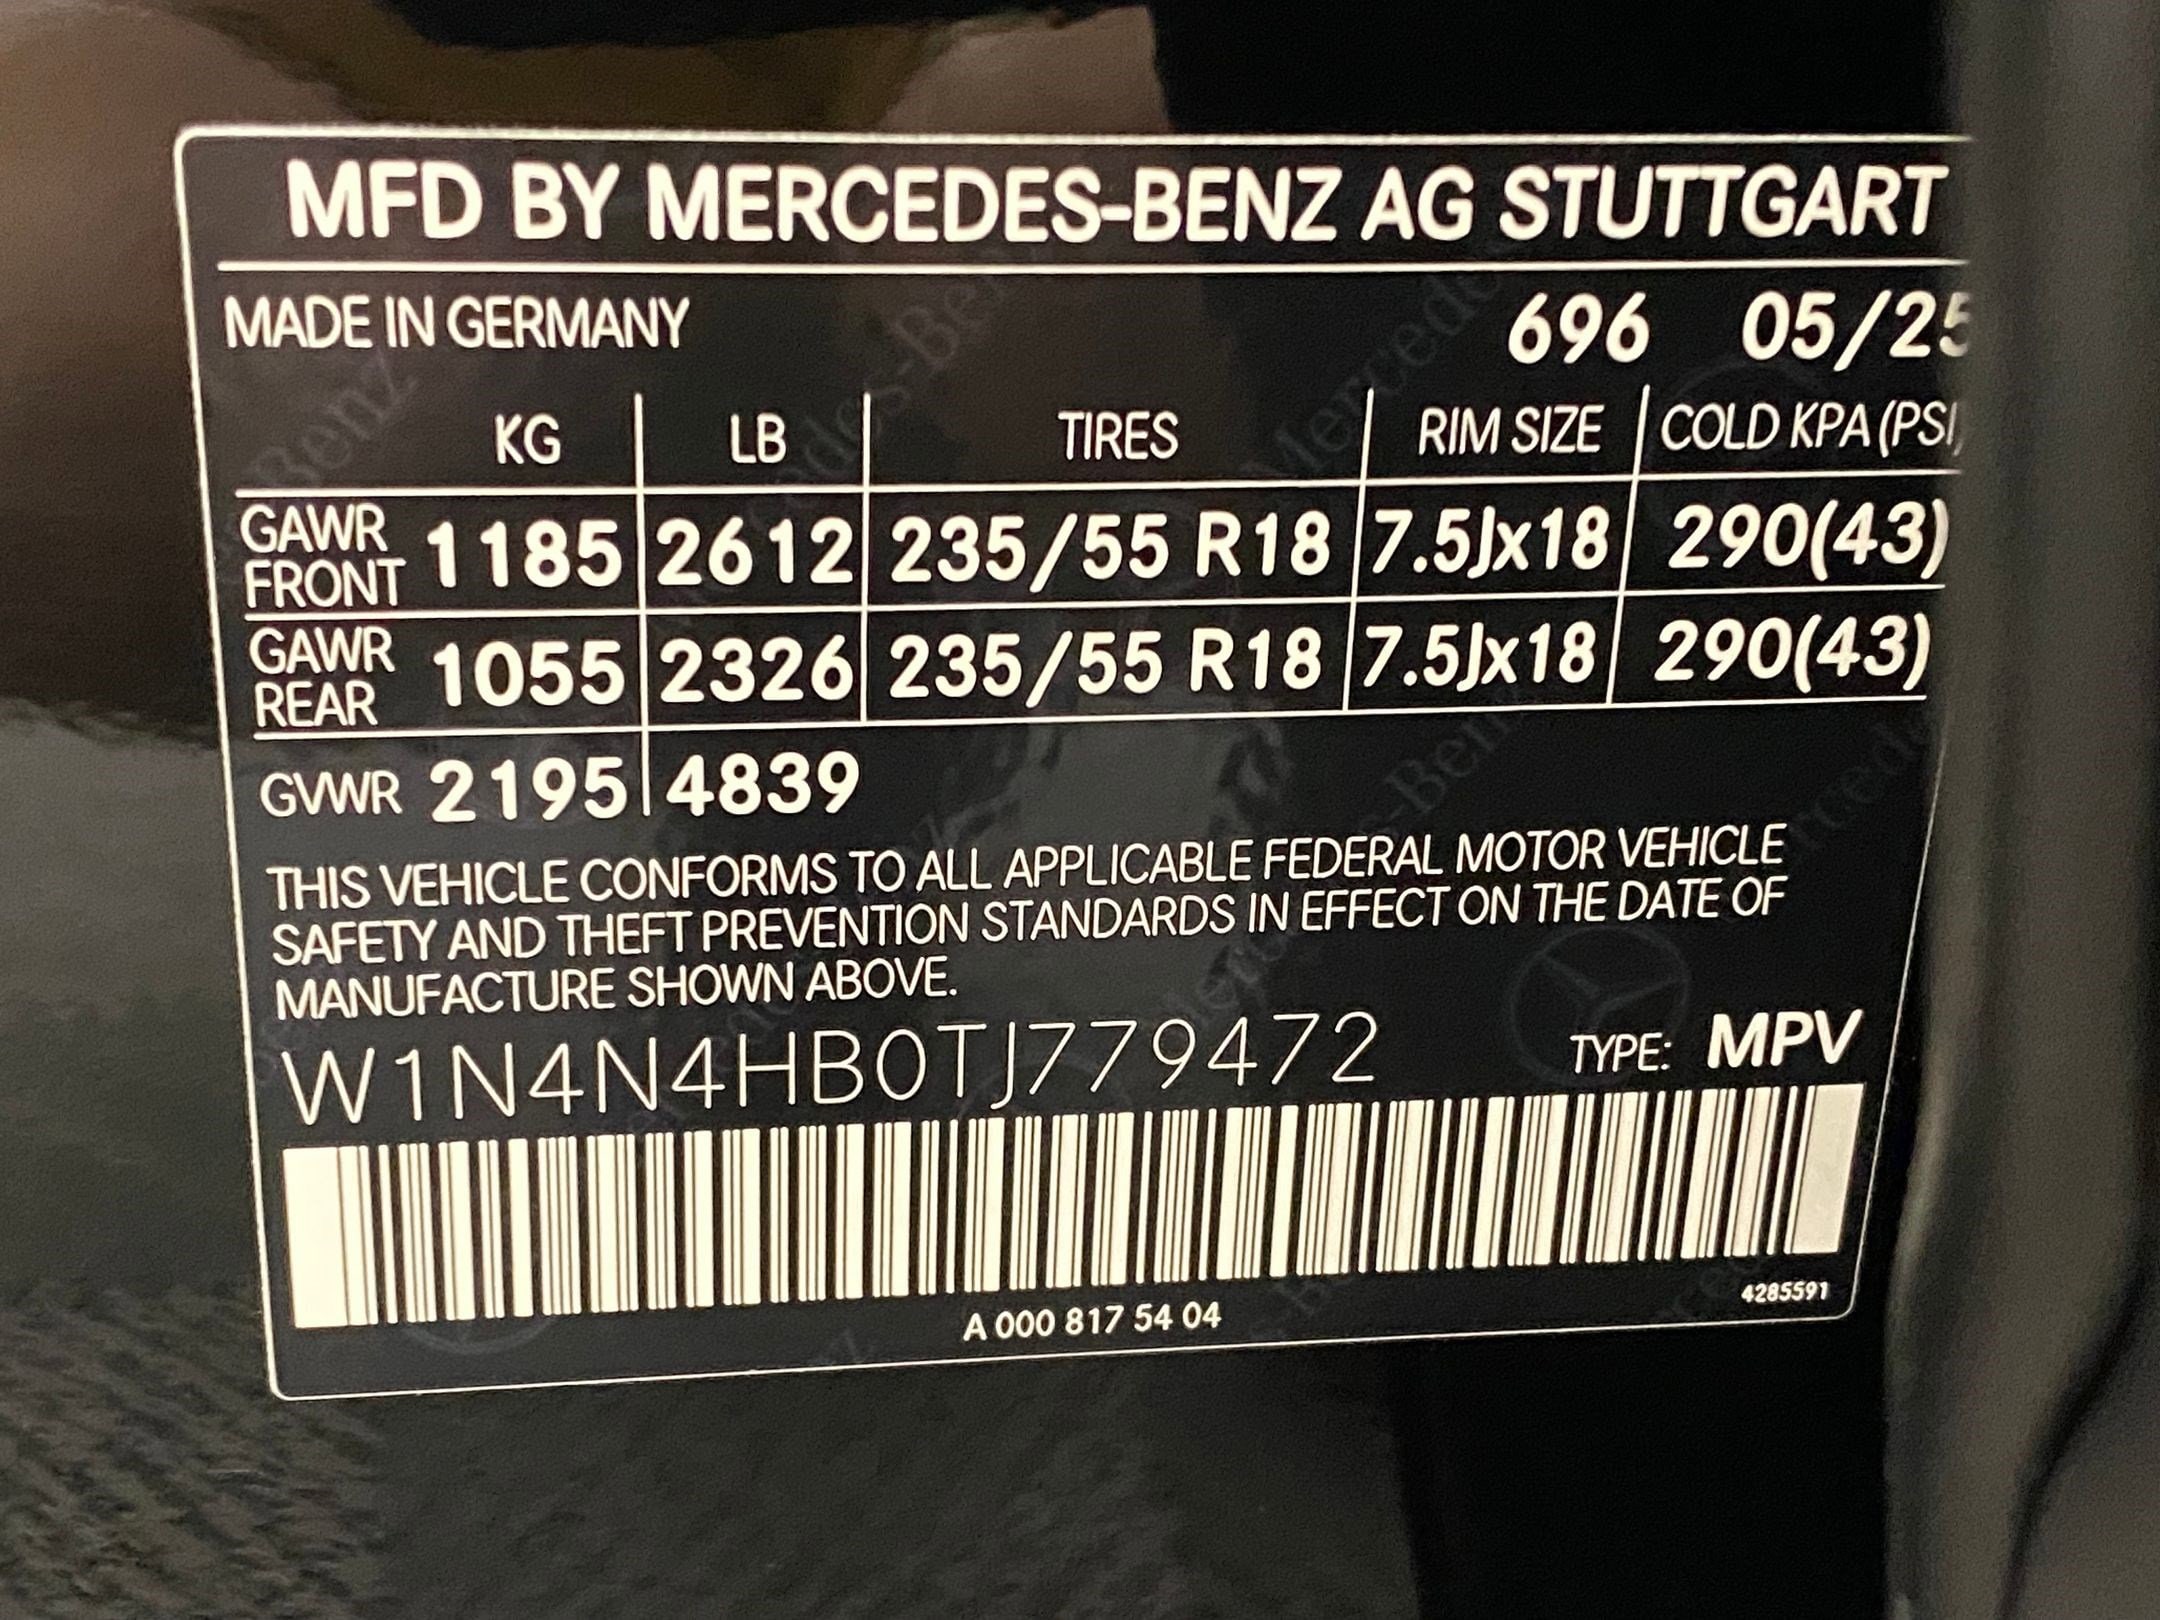 MFD BY MERCEDES-BENZ AG STUTTGART
MADE IN GERMANY 696 05/25
KG LB TIRES RIM SIZE COLD KPA (PSI)
GAWR FRONT 1185 2612 235/55 R18 7.5Jx18 290(43)
GAWR REAR 1055 2326 235/55 R18 7.5Jx18 290(43)
GVWR 2195 4839
THIS VEHICLE CONFORMS TO ALL APPLICABLE FEDERAL MOTOR VEHICLE
SAFETY AND THEFT PREVENTION STANDARDS IN EFFECT ON THE DATE OF
MANUFACTURE SHOWN ABOVE.
W1N4N4HB0TJ779472 TYPE: MPV
A 000 817 54 04
4285591